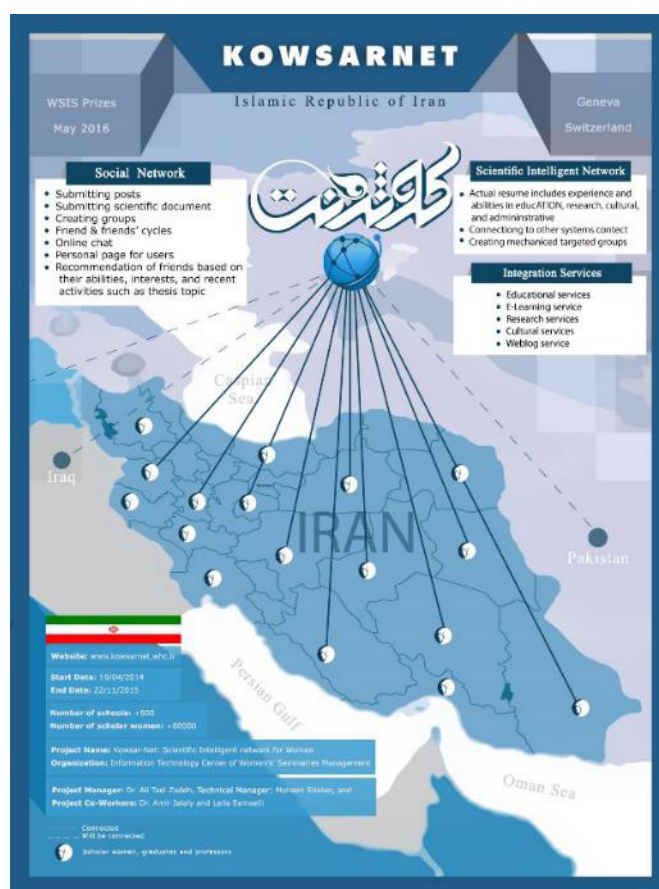 KOWSARNET
Islamic Republic of Iran
WSIS Prizes
May 2016
Geneva
Switzerland
کوثرنت
Social Network
• Submitting posts
• Submitting scientific document
• Creating groups
• Friend & friends' cycles
• Online chat
• Personal page for users
• Recommendation of friends based on
their abilities, interests, and recent
activities such as thesis topic
Scientific Intelligent Network
• Actual resume includes experience and
abilities in educATION, research, cultural,
and admininstrative
• Connectiong to other systems contect
• Creating mechaniced targeted groups
Integration Services
• Educational services
• E-Learning service
• Research services
• Cultural services
• Weblog service
Caspian
Sea
Iraq
IRAN
Pakistan
Persian Gulf
Oman Sea
Website: www.kowsarnet.whc.ir
Start Date: 19/04/2014
End Date: 22/11/2015
Number of schools: +500
Number of scholar women: +80000
Project Name: Kowsar-Net: Scientific Intelligent network for Women
Organization: Information Technology Center of Women's' Seminaries Management
Project Manager: Dr. Ali Taei Zadeh, Technical Manager: Mohsen Shaker, and
Project Co-Workers: Dr. Amir Jalaly and Leila Esmaeili
Connected
Will be connected
Scholar women, graduates and professors